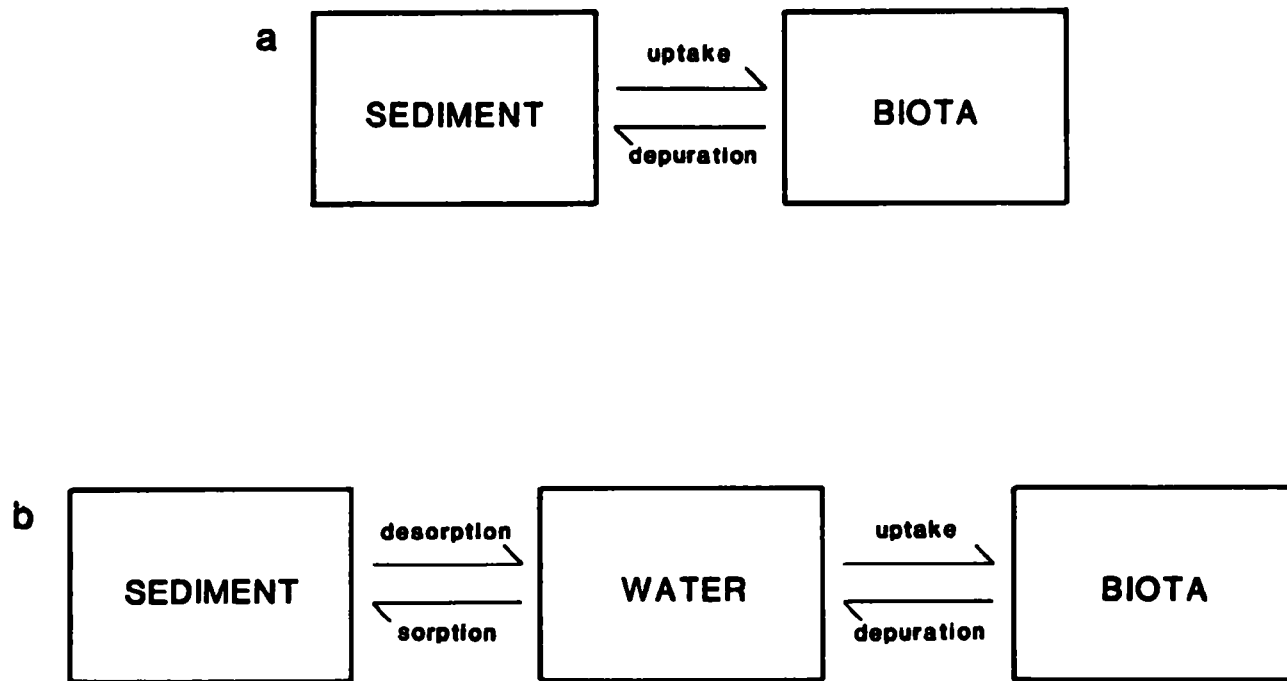 a
uptake
SEDIMENT
BIOTA
depuration
b
desorption
uptake
SEDIMENT
WATER
BIOTA
sorption
depuration